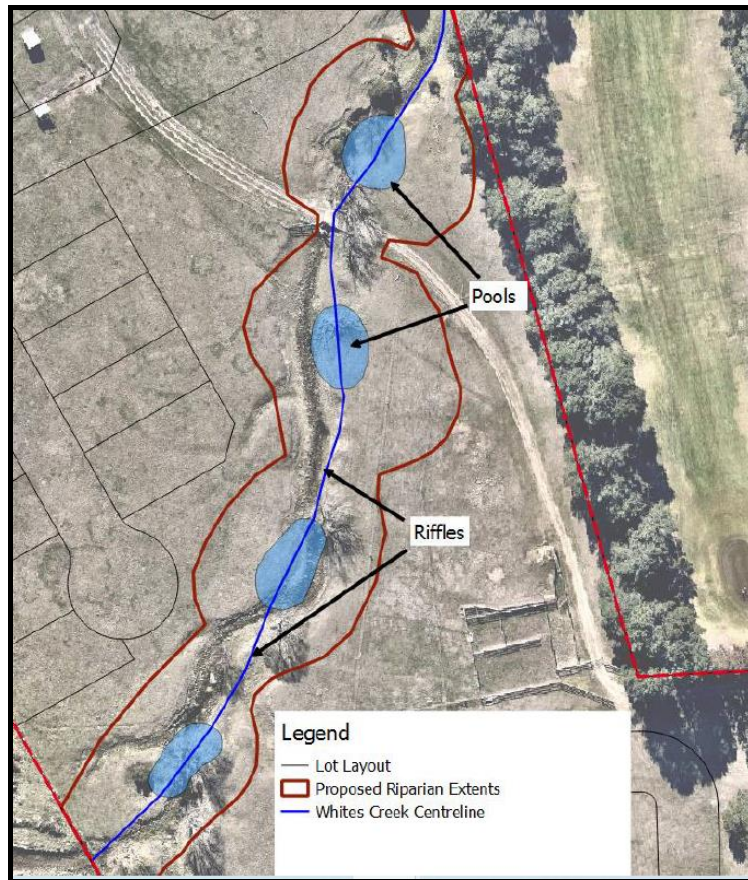 Pools
Riffles
Legend
Lot Layout
Proposed Riparian Extents
Whites Creek Centreline